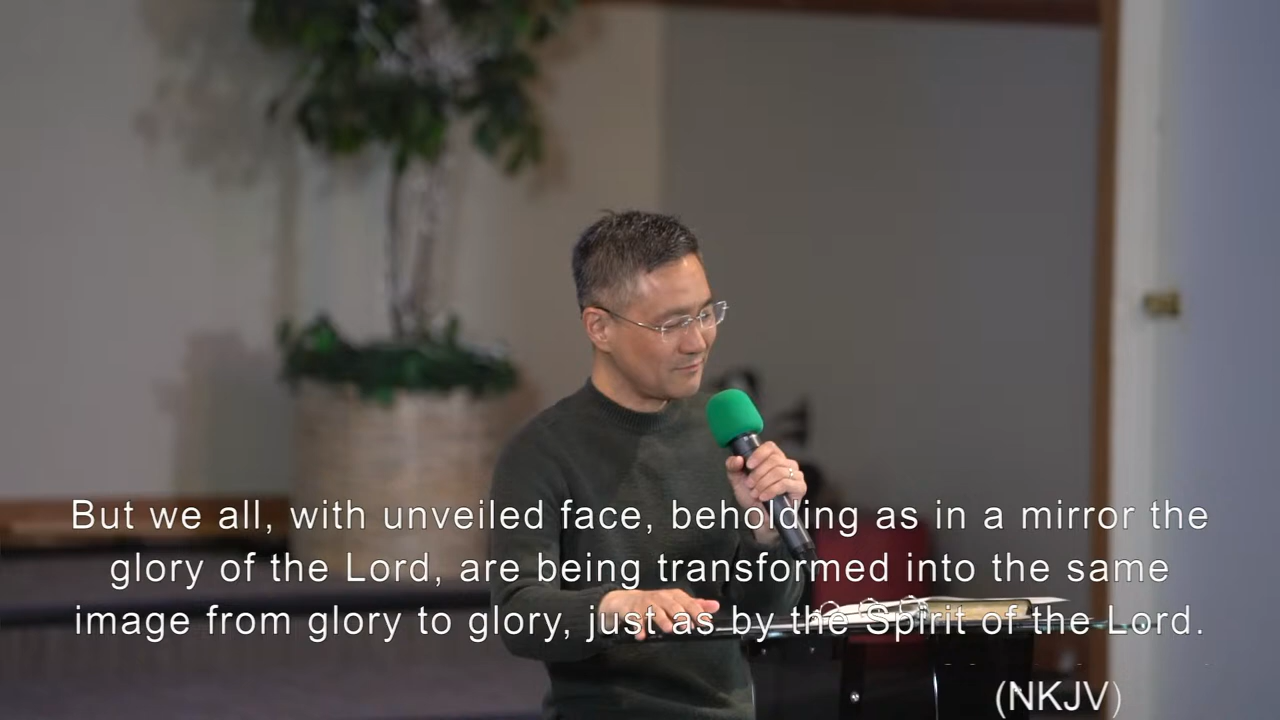 But we all, with unveiled face, beholding as in a mirror the
glory of the Lord, are being transformed into the same
image from glory to glory, just as by the Spirit of the Lord.
(NKJV)